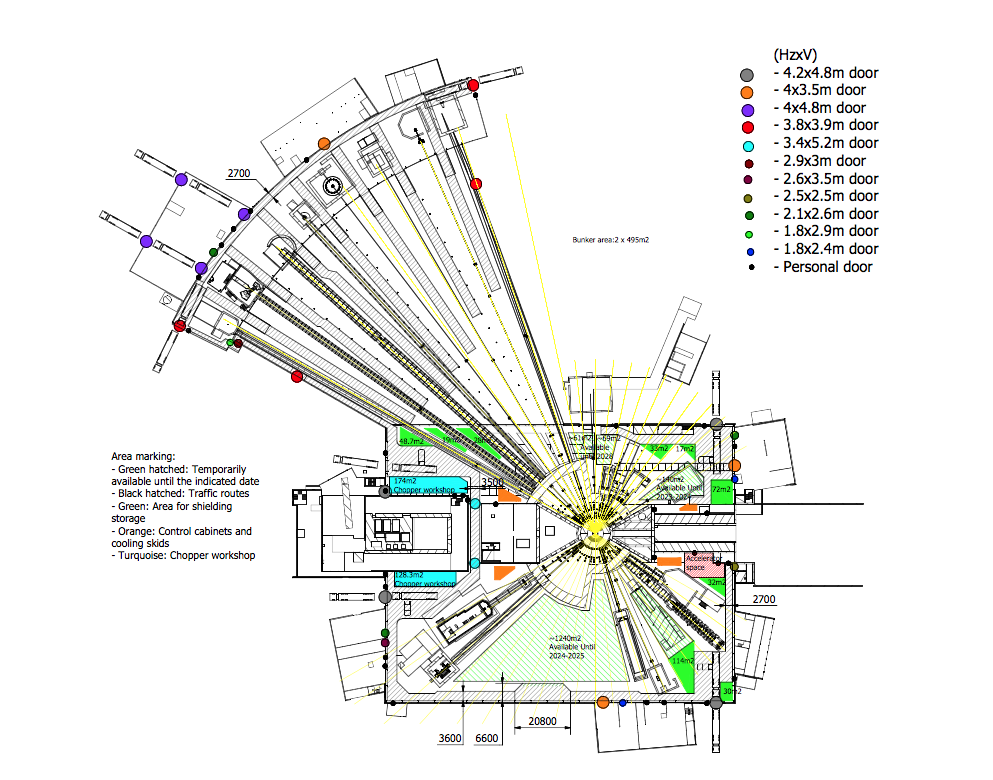 (HzxV)
- 4.2x4.8m door
- 4x3.5m door
- 4x4.8m door
- 3.8x3.9m door
- 3.4x5.2m door
- 2.9x3m door
- 2.6x3.5m door
- 2.5x2.5m door
- 2.1x2.6m door
- 1.8x2.9m door
- 1.8x2.4m door
- Personal door
2700
Bunker area:2 x 495m2
48.7m2
33m2
17m2
Available
Area marking:
- Green hatched: Temporarily
available until the indicated date
- Black hatched: Traffic routes
- Green: Area for shielding
storage
- Orange: Control cabinets and
cooling skids
- Turquoise: Chopper workshop
174m2
Chopper workshop
3500
~140m2
Available Until
2023-2024
72m2
Accelerator
space
128.3m2
Chopper workshop
32m2
2700
~1240m2
Available Until
2024-2025
114m2
30m2
20800
3600
6600